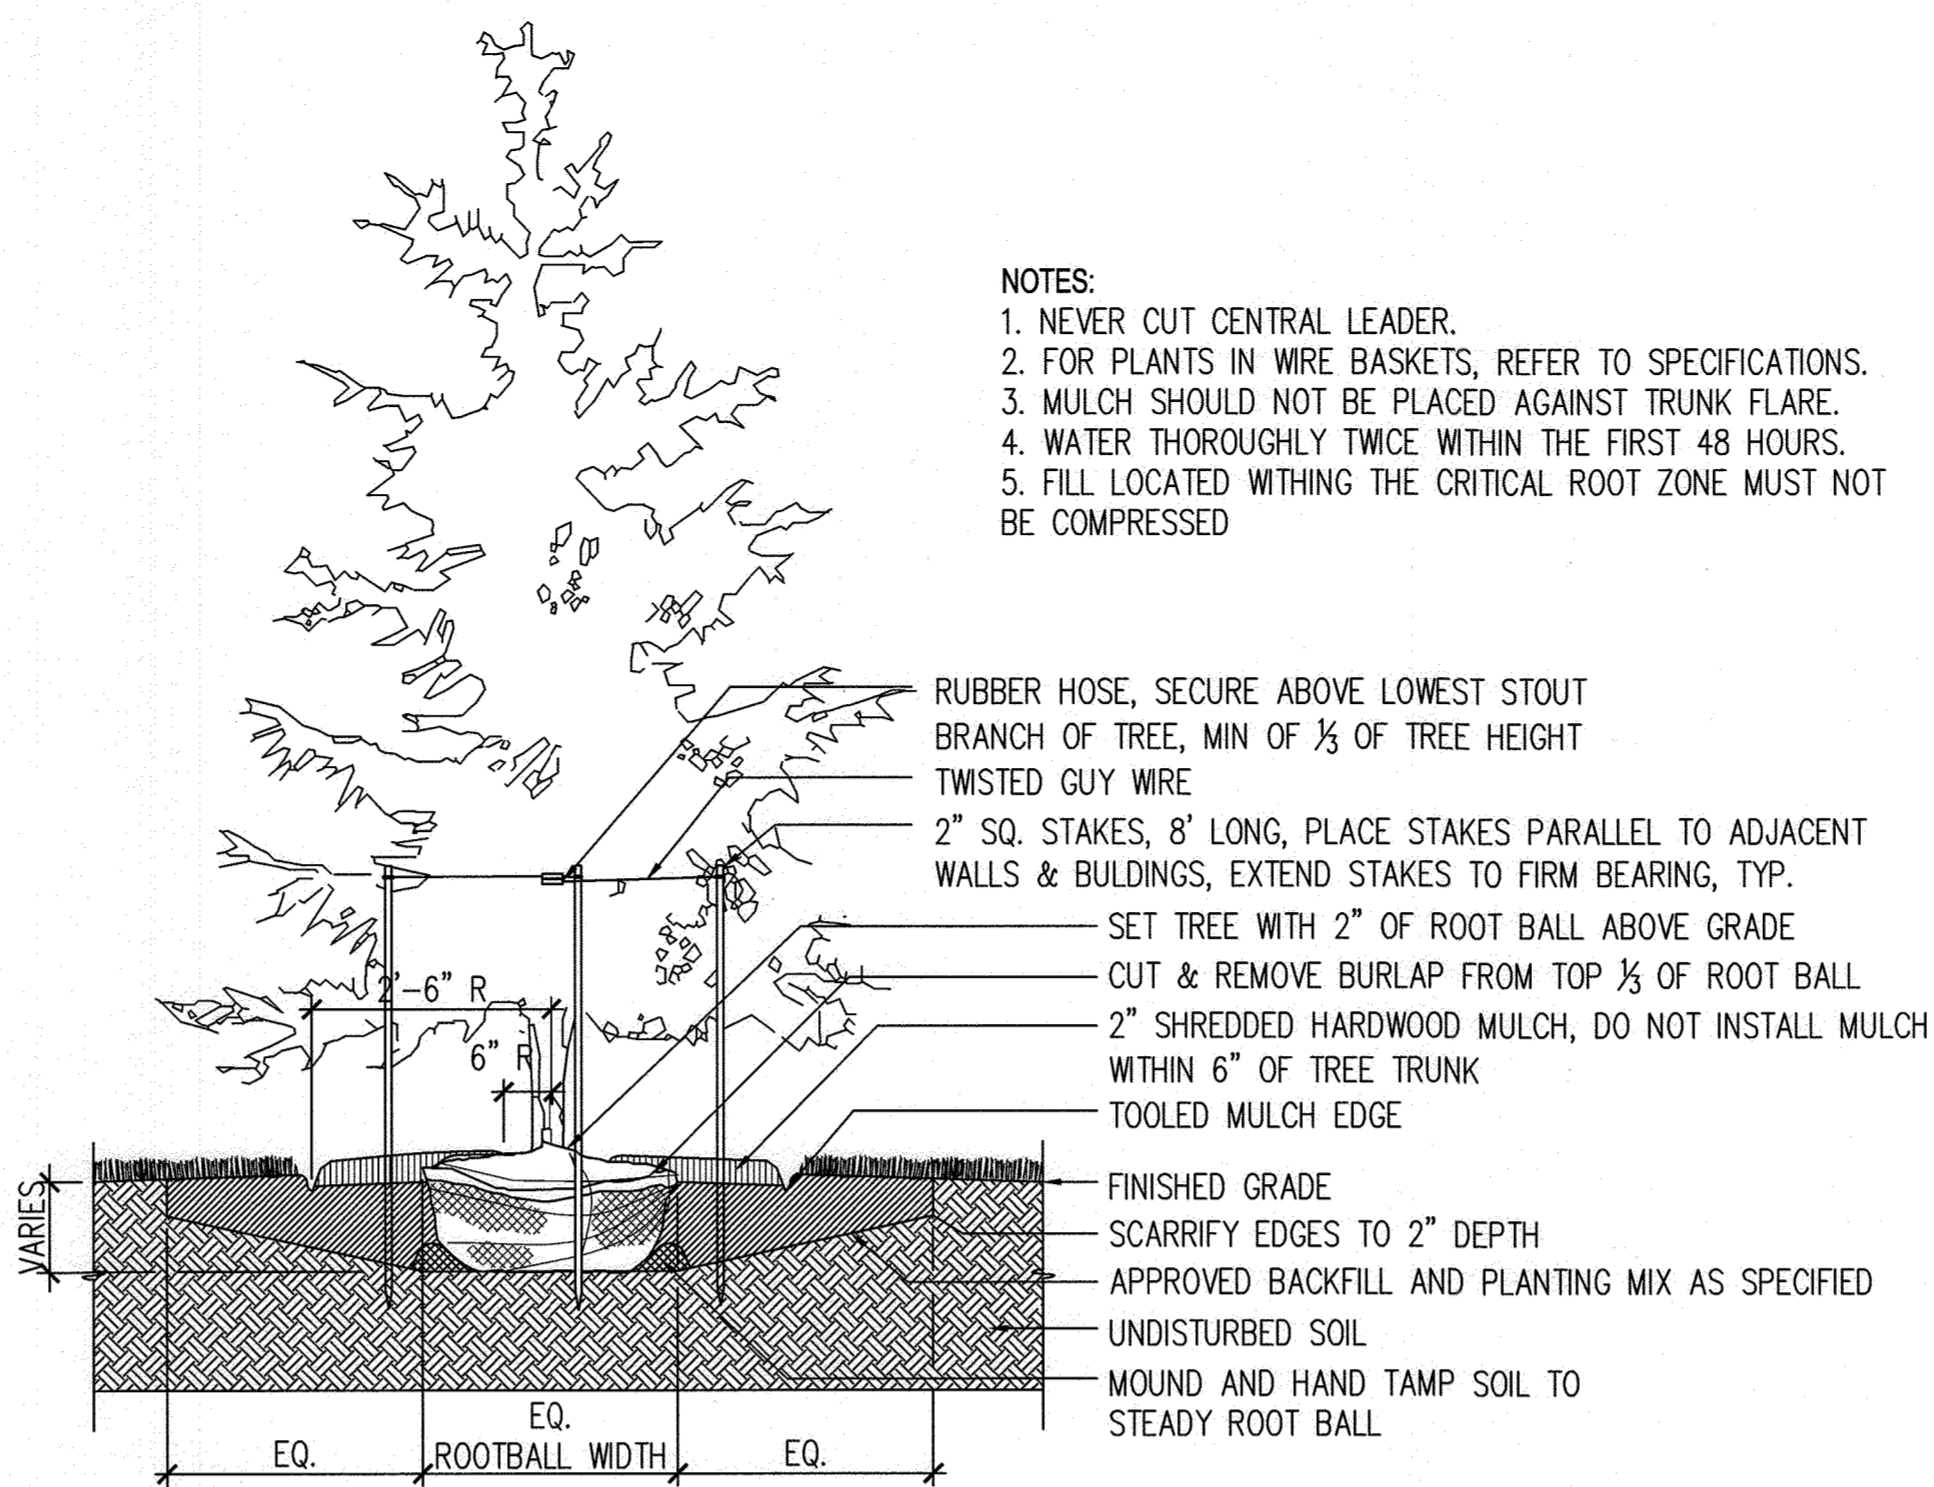 NOTES:
1. NEVER CUT CENTRAL LEADER.
2. FOR PLANTS IN WIRE BASKETS, REFER TO SPECIFICATIONS.
3. MULCH SHOULD NOT BE PLACED AGAINST TRUNK FLARE.
4. WATER THOROUGHLY TWICE WITHIN THE FIRST 48 HOURS.
5. FILL LOCATED WITHING THE CRITICAL ROOT ZONE MUST NOT
BE COMPRESSED
RUBBER HOSE, SECURE ABOVE LOWEST STOUT
BRANCH OF TREE, MIN OF ⅓ OF TREE HEIGHT
TWISTED GUY WIRE
2" SQ. STAKES, 8' LONG, PLACE STAKES PARALLEL TO ADJACENT
WALLS & BULDINGS, EXTEND STAKES TO FIRM BEARING, TYP.
SET TREE WITH 2" OF ROOT BALL ABOVE GRADE
CUT & REMOVE BURLAP FROM TOP ⅓ OF ROOT BALL
2" SHREDDED HARDWOOD MULCH, DO NOT INSTALL MULCH
WITHIN 6" OF TREE TRUNK
TOOLED MULCH EDGE
FINISHED GRADE
SCARRIFY EDGES TO 2" DEPTH
APPROVED BACKFILL AND PLANTING MIX AS SPECIFIED
UNDISTURBED SOIL
MOUND AND HAND TAMP SOIL TO
STEADY ROOT BALL
2'-6" R
6" R
VARIES
EQ.
EQ.
ROOTBALL WIDTH
EQ.